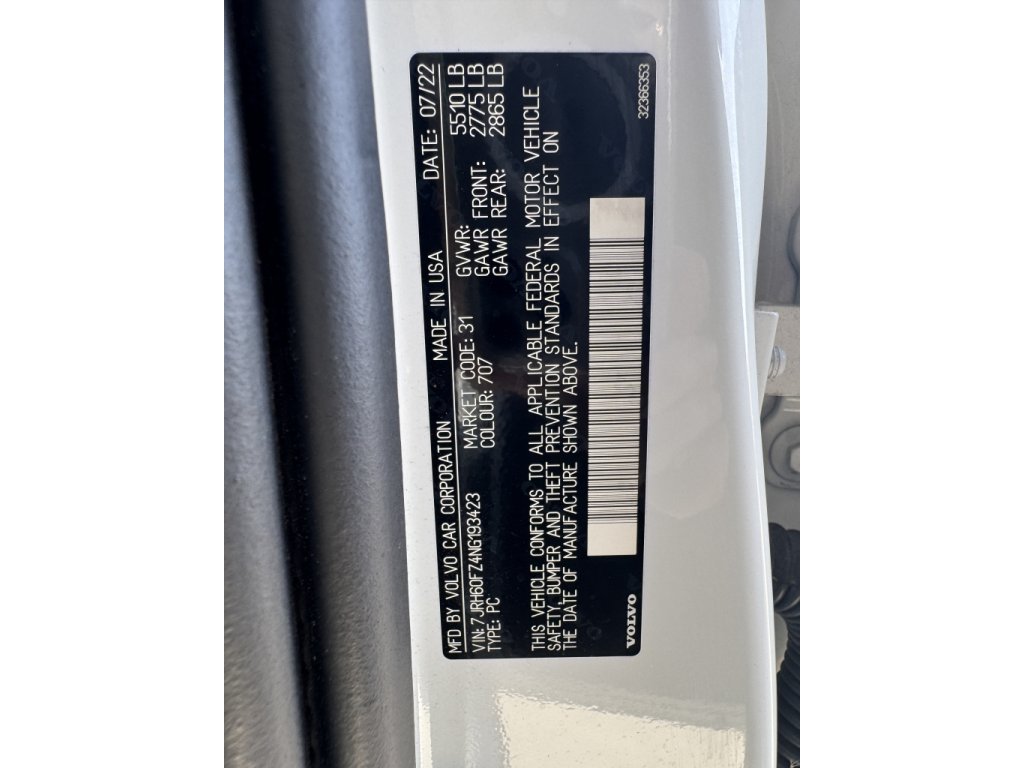 MFD BY VOLVO CAR CORPORATION MADE IN USA DATE: 07/22
VIN: 7JRH60FZ4NG193423 MARKET CODE: 31 GVWR: 5510 LB
TYPE: PC COLOUR: 707 GAWR FRONT: 2775 LB
GAWR REAR: 2865 LB
THIS VEHICLE CONFORMS TO ALL APPLICABLE FEDERAL MOTOR VEHICLE
SAFETY, BUMPER AND THEFT PREVENTION STANDARDS IN EFFECT ON
THE DATE OF MANUFACTURE SHOWN ABOVE.
VOLVO 32366353